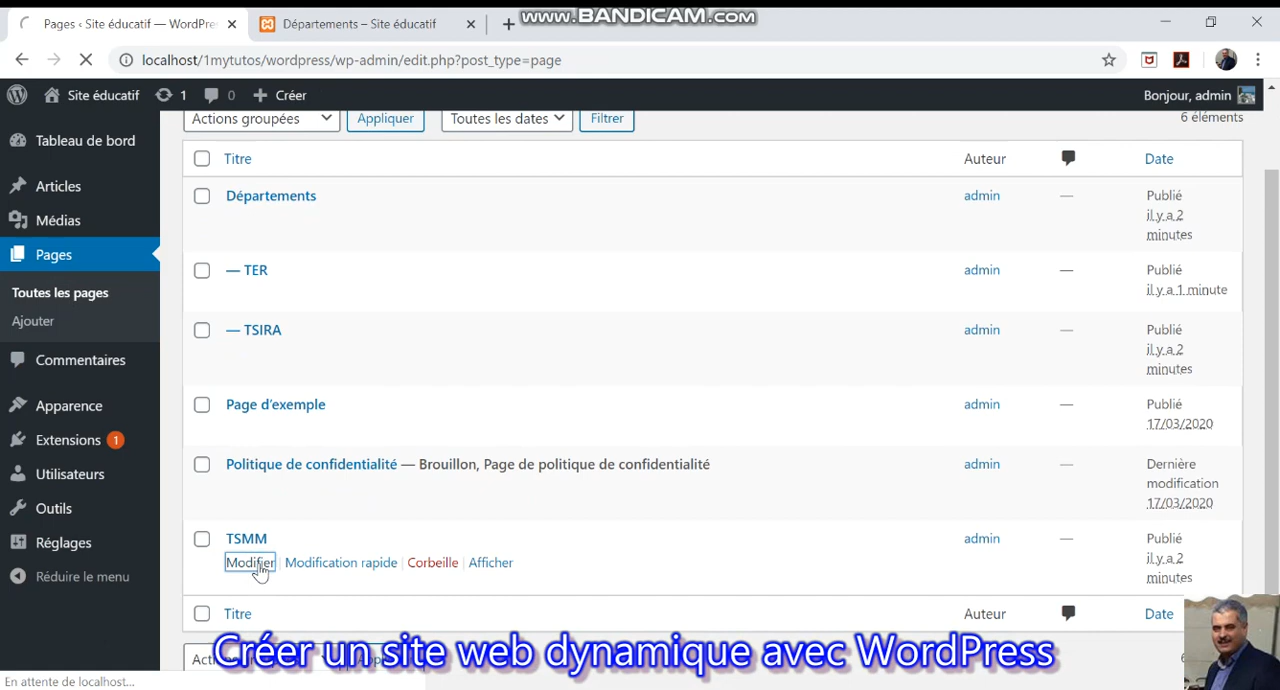 Pages ‹ Site éducatif — WordPre
Départements – Site éducatif
www.BANDICAM.com
localhost/1mytutos/wordpress/wp-admin/edit.php?post_type=page
Site éducatif 1 0 Créer
Bonjour, admin
Tableau de bord
Articles
Médias
Pages
Toutes les pages
Ajouter
Commentaires
Apparence
Extensions 1
Utilisateurs
Outils
Réglages
Réduire le menu
Actions groupées Appliquer Toutes les dates Filtrer 6 éléments
Titre Auteur Date
Départements admin — Publié
il y a 2
minutes
— TER admin — Publié
il y a 1 minute
— TSIRA admin — Publié
il y a 2
minutes
Page d’exemple admin — Publié
17/03/2020
Politique de confidentialité — Brouillon, Page de politique de confidentialité admin — Dernière
modification
17/03/2020
TSMM admin — Publié
Modifier | Modification rapide | Corbeille | Afficher
il y a 2
minutes
Titre Auteur Date
Créer un site web dynamique avec WordPress
En attente de localhost...